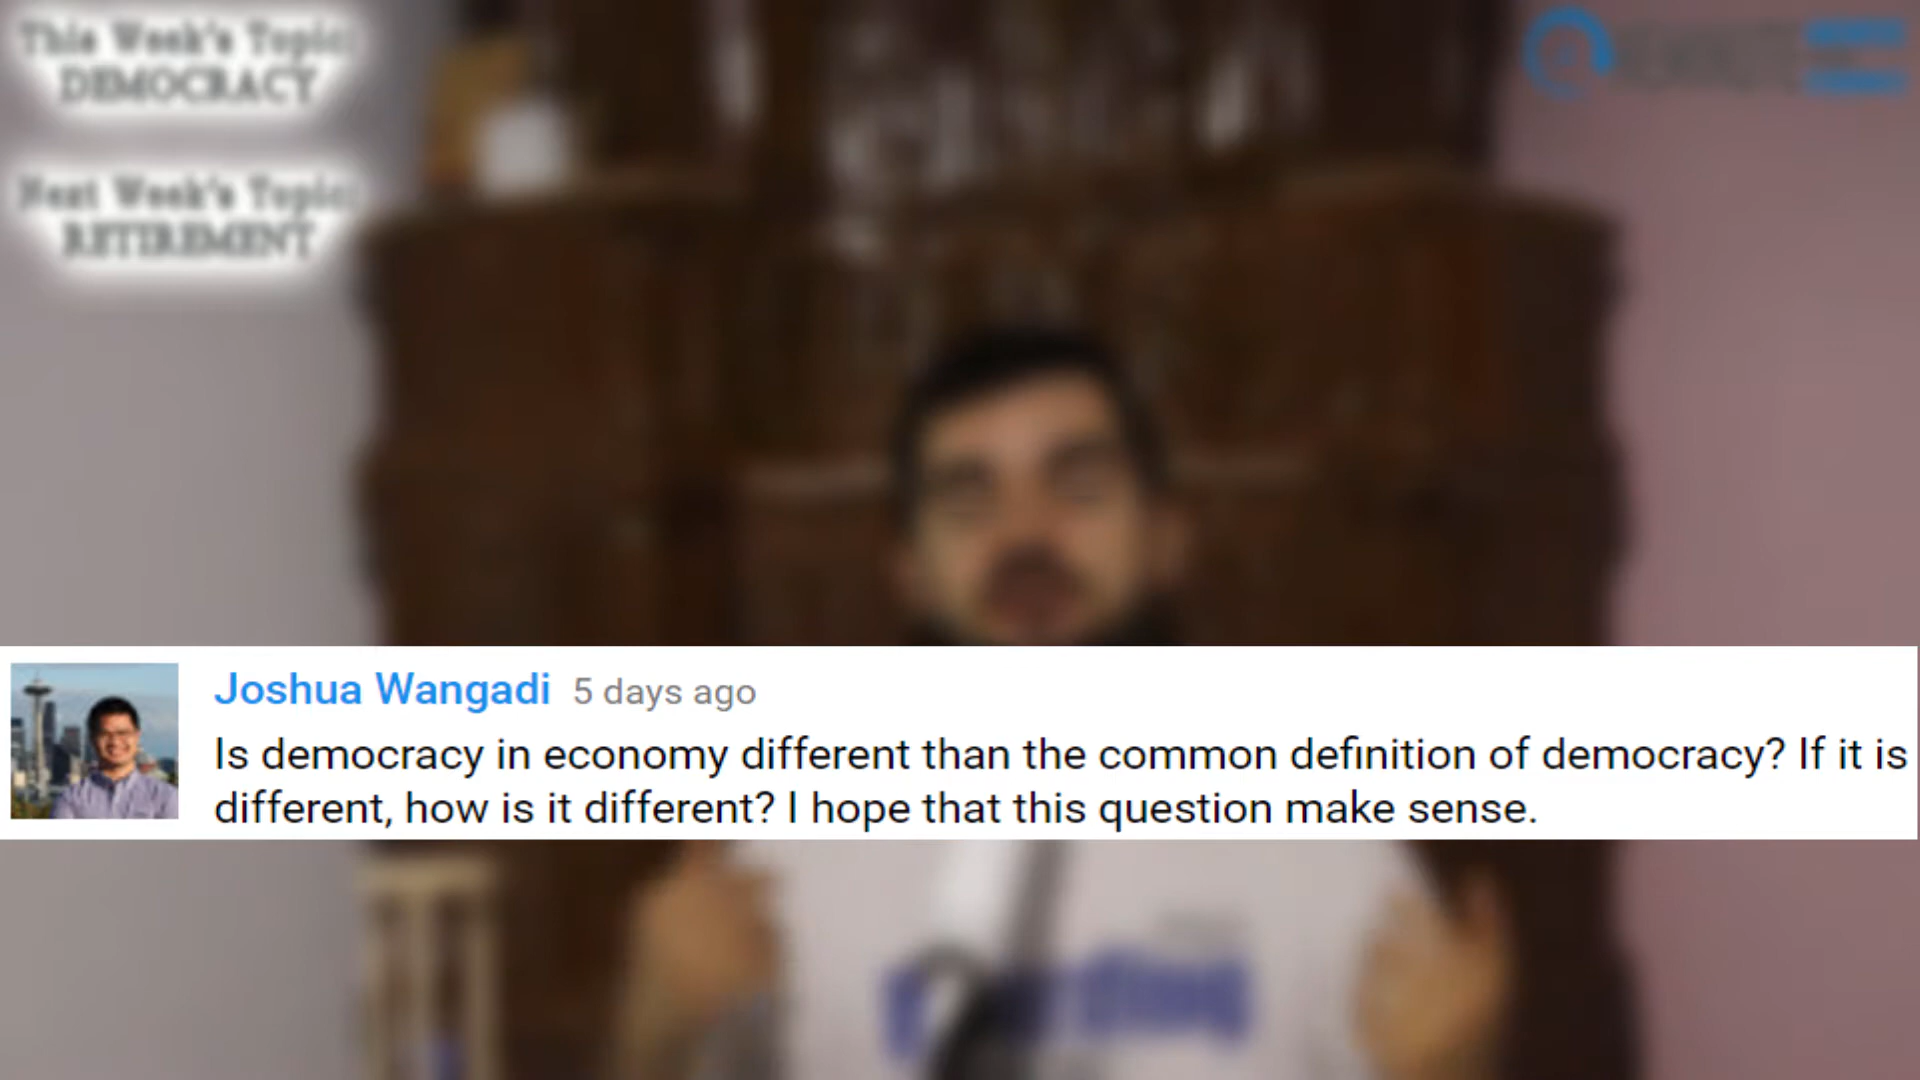 This Week's Topic:
DEMOCRACY
Next Week's Topic:
RETIREMENT
Joshua Wangadi 5 days ago
Is democracy in economy different than the common definition of democracy? If it is
different, how is it different? I hope that this question make sense.